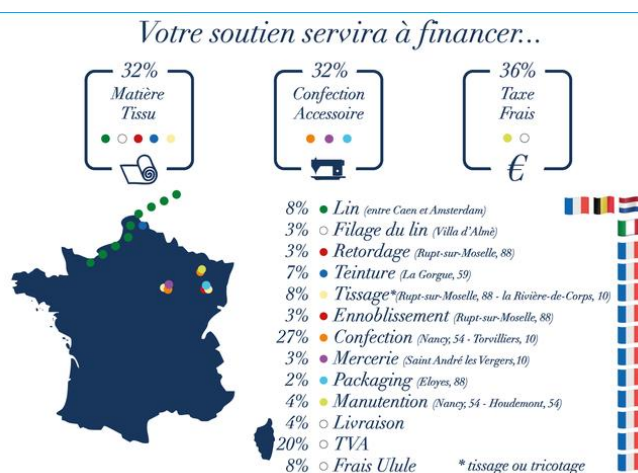 Votre soutien servira à financer...
32%
Matière
Tissu
32%
Confection
Accessoire
36%
Taxe
Frais
€
8% Lin (entre Caen et Amsterdam)
3% Filage du lin (Villa d'Almè)
3% Retordage (Rupt-sur-Moselle, 88)
7% Teinture (La Gorgue, 59)
8% Tissage*(Rupt-sur-Moselle, 88 - la Rivière-de-Corps, 10)
3% Ennoblissement (Rupt-sur-Moselle, 88)
27% Confection (Nancy, 54 - Torvilliers, 10)
3% Mercerie (Saint André les Vergers,10)
2% Packaging (Eloyes, 88)
4% Manutention (Nancy, 54 - Houdemont, 54)
4% Livraison
20% TVA
8% Frais Ulule * tissage ou tricotage